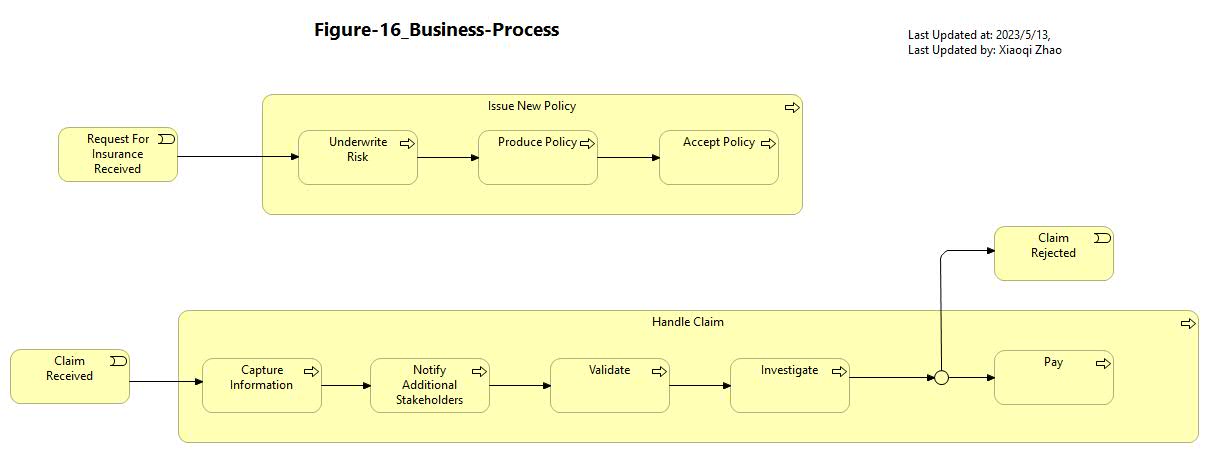 Figure-16_Business-Process
Last Updated at: 2023/5/13,
Last Updated by: Xiaoqi Zhao
Issue New Policy
Request For
Insurance
Received
Underwrite
Risk
Produce Policy
Accept Policy
Claim
Rejected
Handle Claim
Claim
Received
Capture
Information
Notify
Additional
Stakeholders
Validate
Investigate
Pay